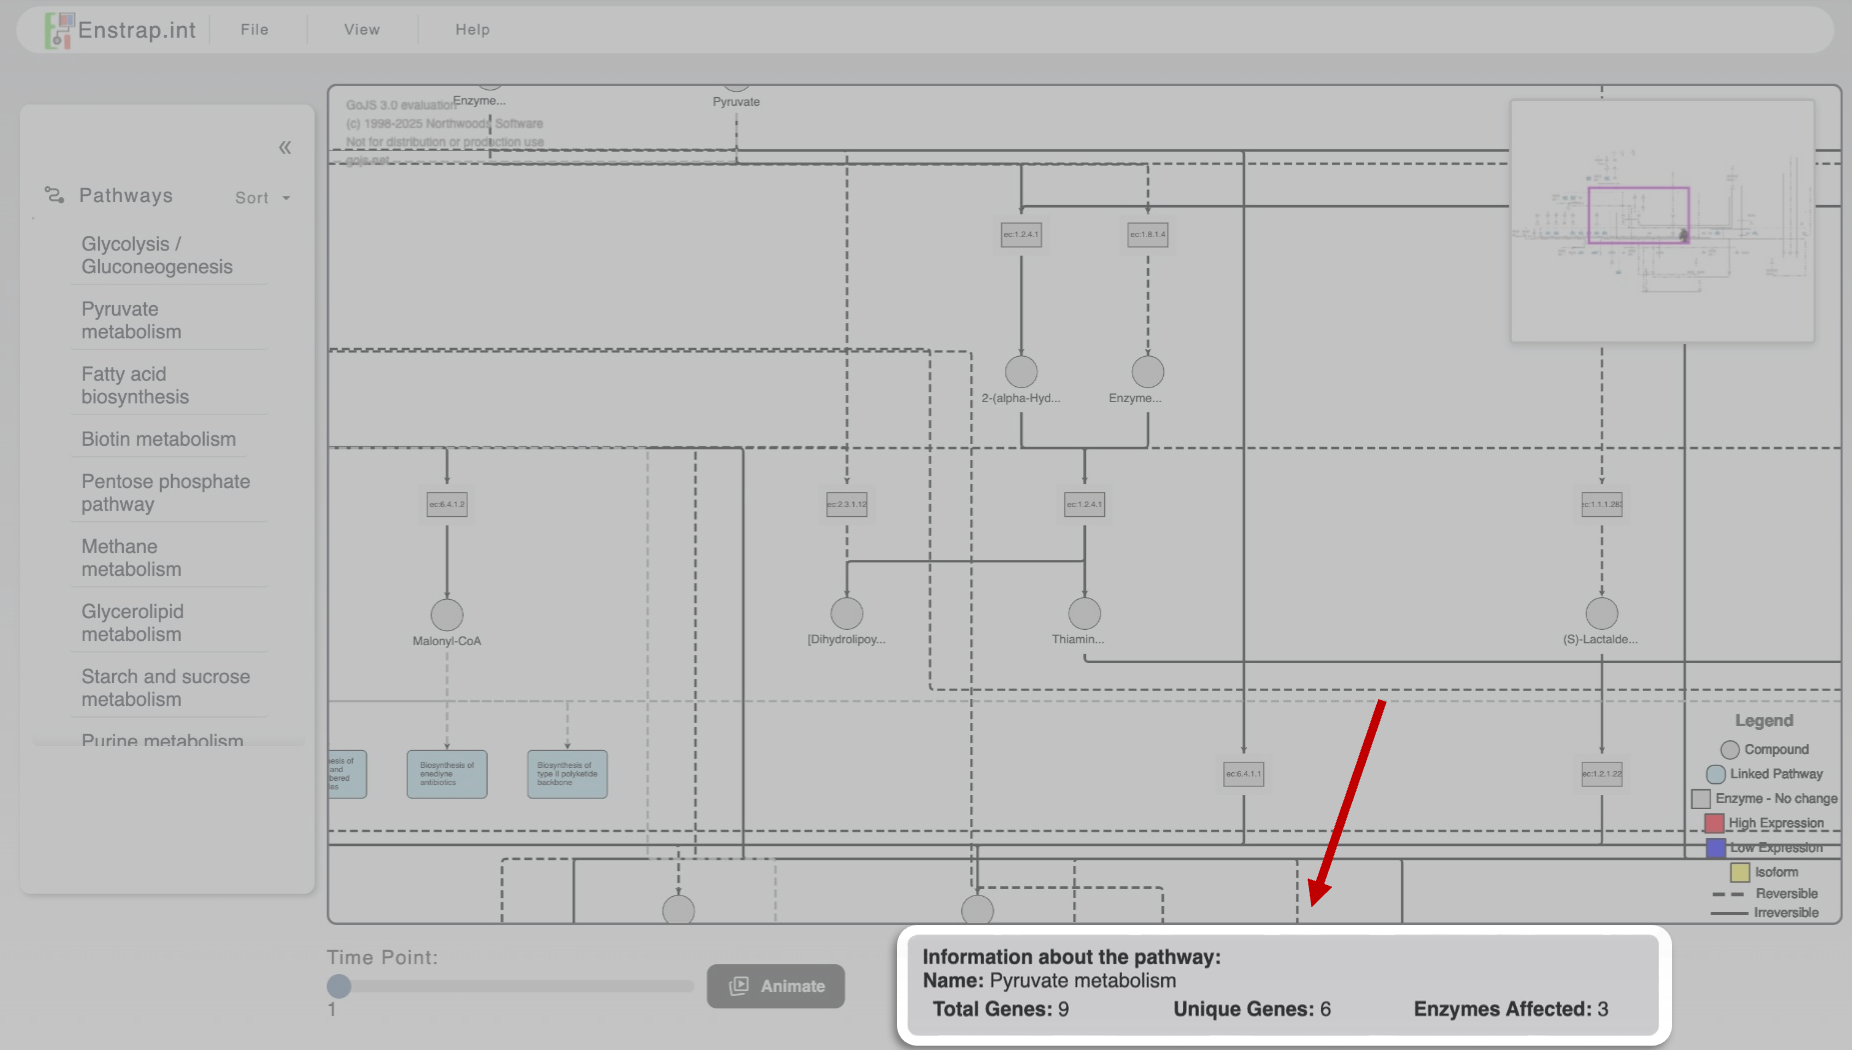 Enstrap.int File View Help
GoJS 3.0 evaluation
(c) 1998-2025 Northwoods Software
Not for distribution or production use
gojs.net
Enzyme...
Pyruvate
«
Pathways Sort
Glycolysis /
Gluconeogenesis
Pyruvate
metabolism
Fatty acid
biosynthesis
Biotin metabolism
Pentose phosphate
pathway
Methane
metabolism
Glycerolipid
metabolism
Starch and sucrose
metabolism
Purine metabolism
ec:1.2.4.1
ec:1.8.1.4
2-(alpha-Hyd...
Enzyme...
ec:6.4.1.2
ec:2.3.1.12
ec:1.2.4.1
Malonyl-CoA
[Dihydrolipoy...
Thiamin...
(S)-Lactalde...
and
Biosynthesis of
enediyne
antibiotics
Biosynthesis of
type II polyketide
backbone
ec:6.4.1.1
ec:1.2.1.22
Legend
Compound
Linked Pathway
Enzyme - No change
High Expression
Low Expression
Isoform
Reversible
Irreversible
Time Point:
1
Animate
Information about the pathway:
Name: Pyruvate metabolism
Total Genes: 9 Unique Genes: 6 Enzymes Affected: 3